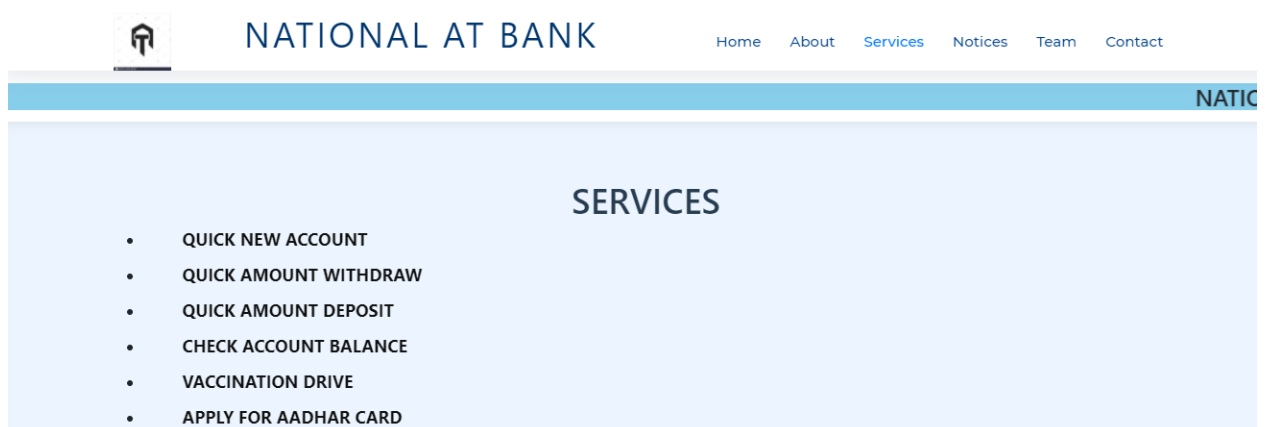 NATIONAL AT BANK
Home About Services Notices Team Contact
NATIO
SERVICES
• QUICK NEW ACCOUNT
• QUICK AMOUNT WITHDRAW
• QUICK AMOUNT DEPOSIT
• CHECK ACCOUNT BALANCE
• VACCINATION DRIVE
• APPLY FOR AADHAR CARD